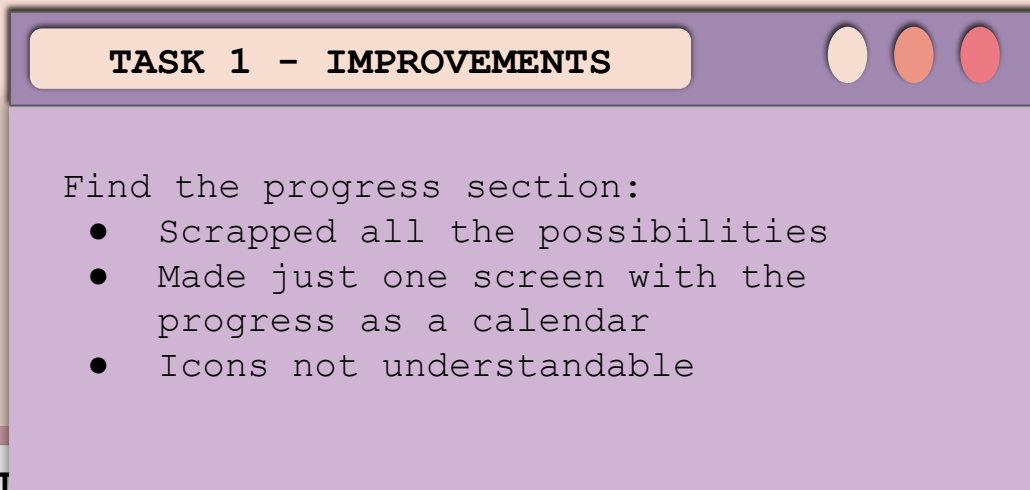 TASK 1 - IMPROVEMENTS
Find the progress section:
● Scrapped all the possibilities
● Made just one screen with the
progress as a calendar
● Icons not understandable